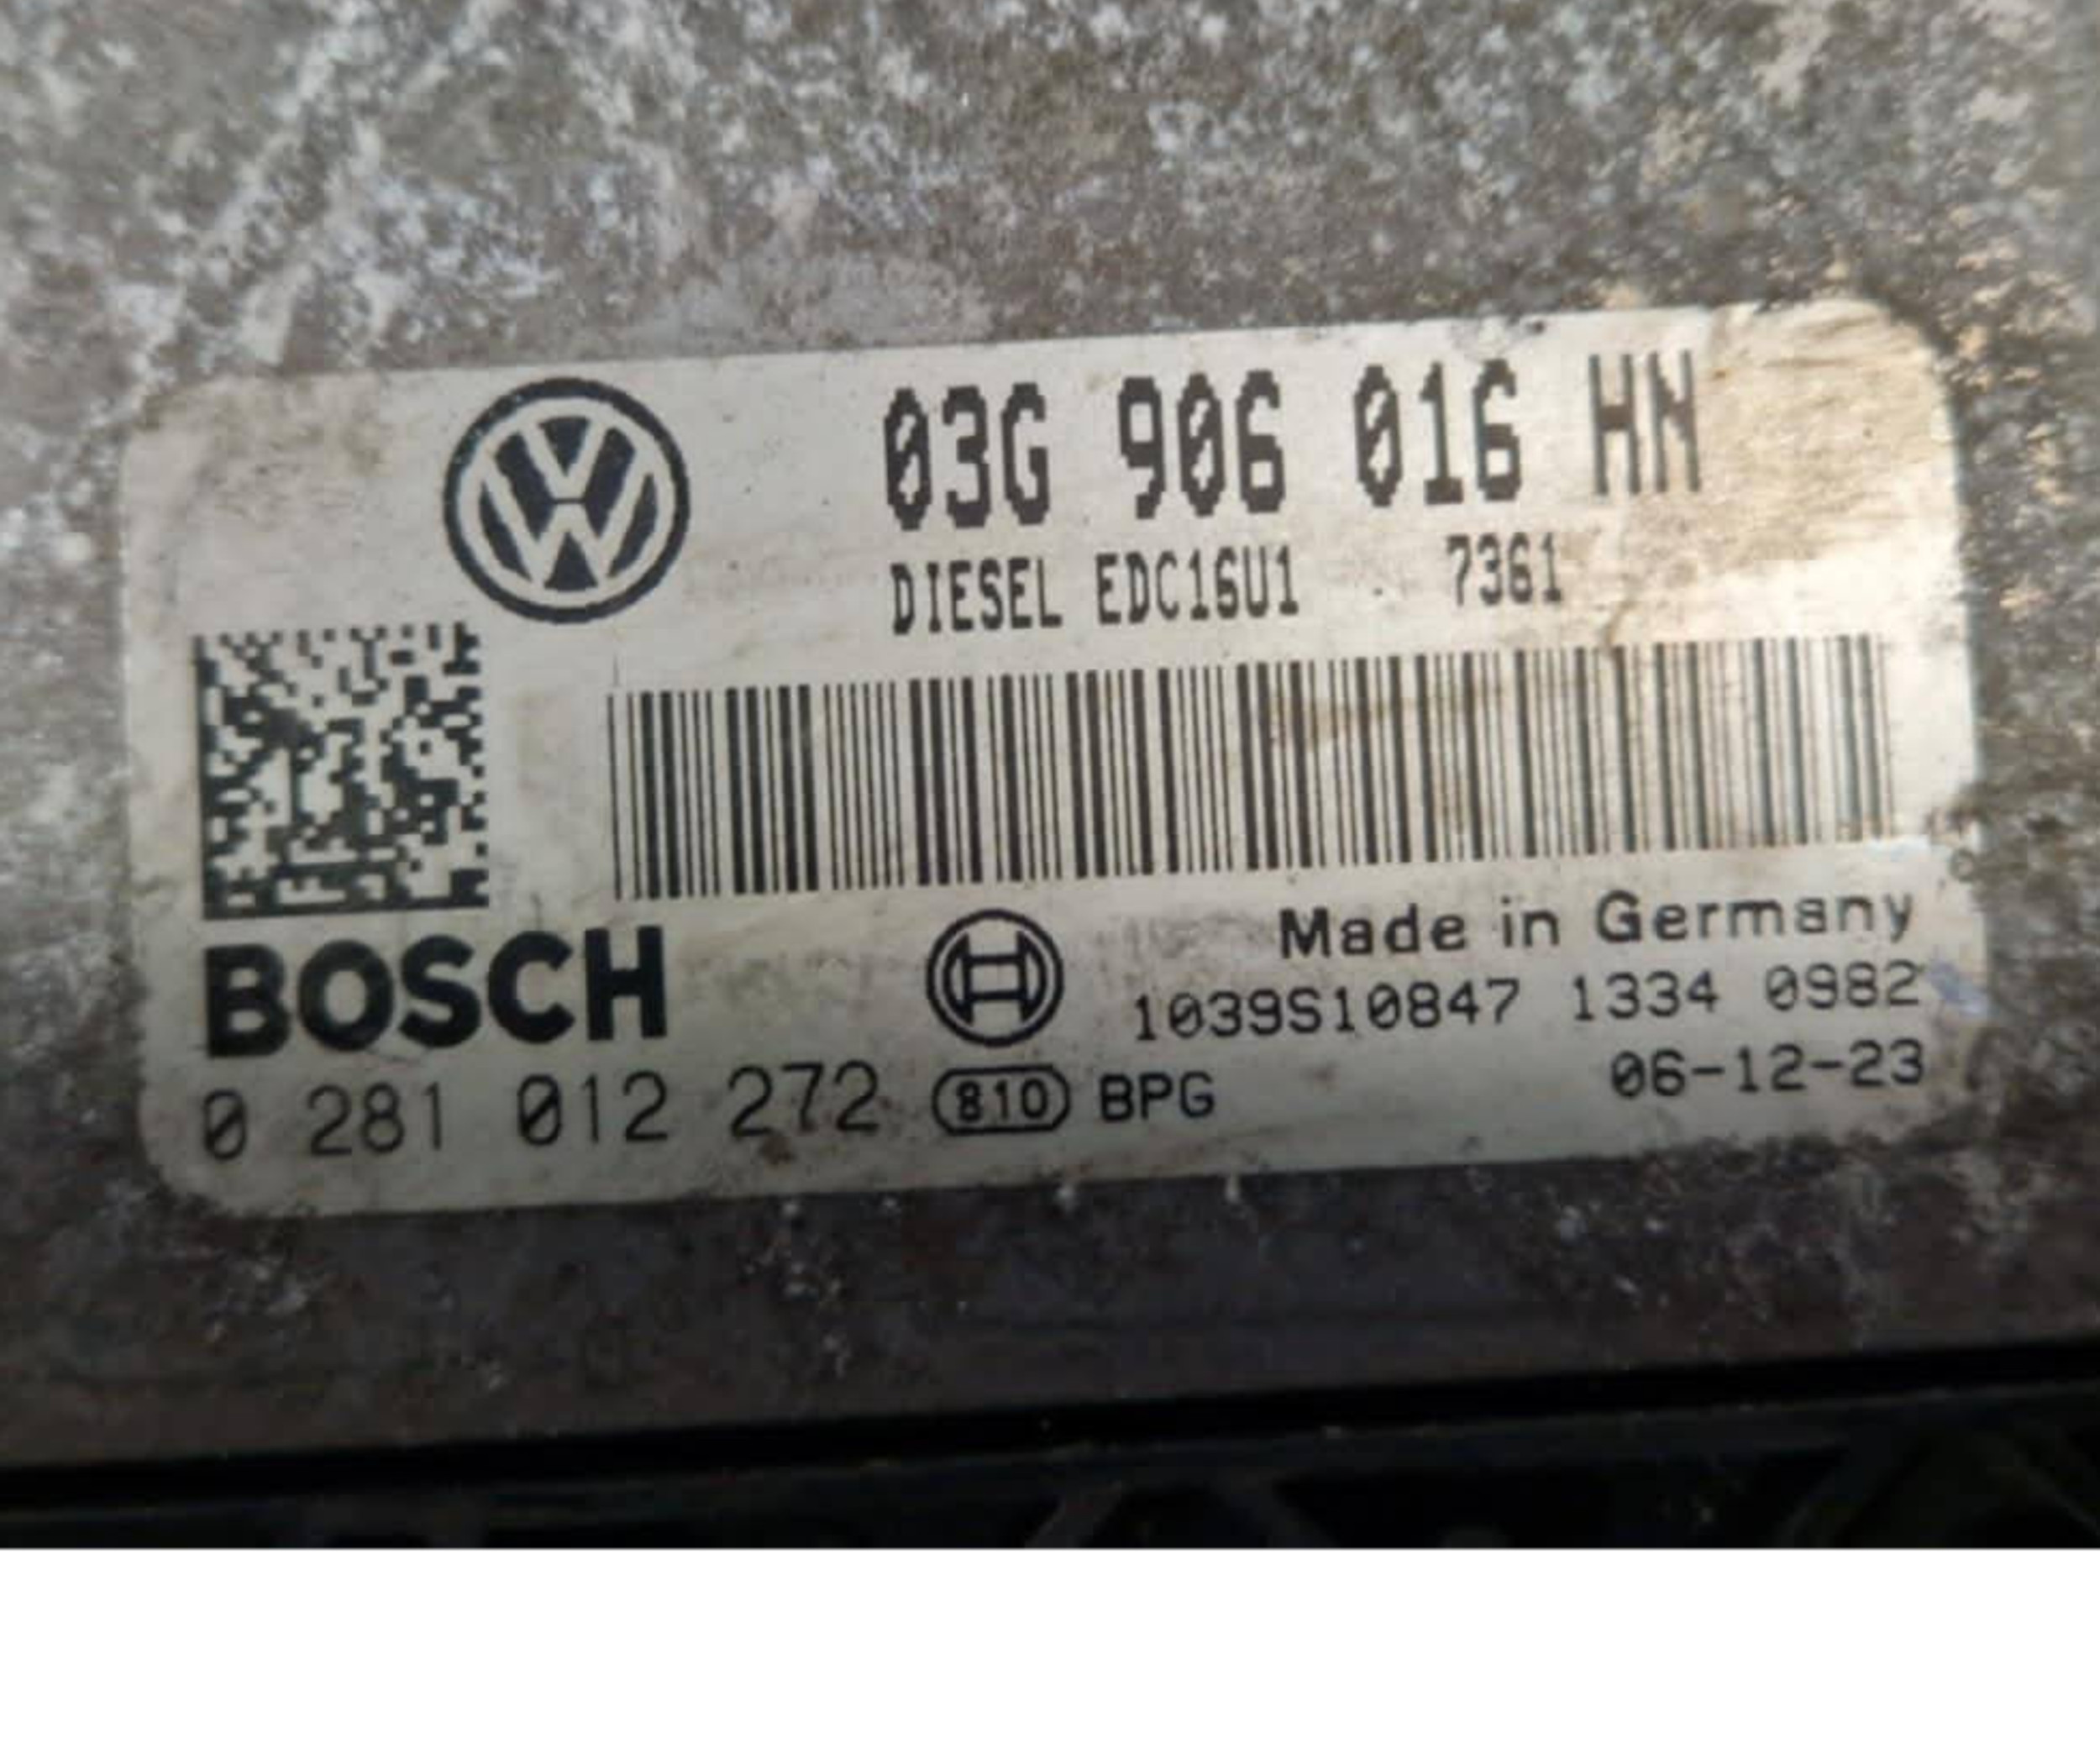 03G 906 016 HN
DIESEL EDC16U1 7361
BOSCH
Made in Germany
1039S10847 1334 0982
0 281 012 272 810 BPG 06-12-23